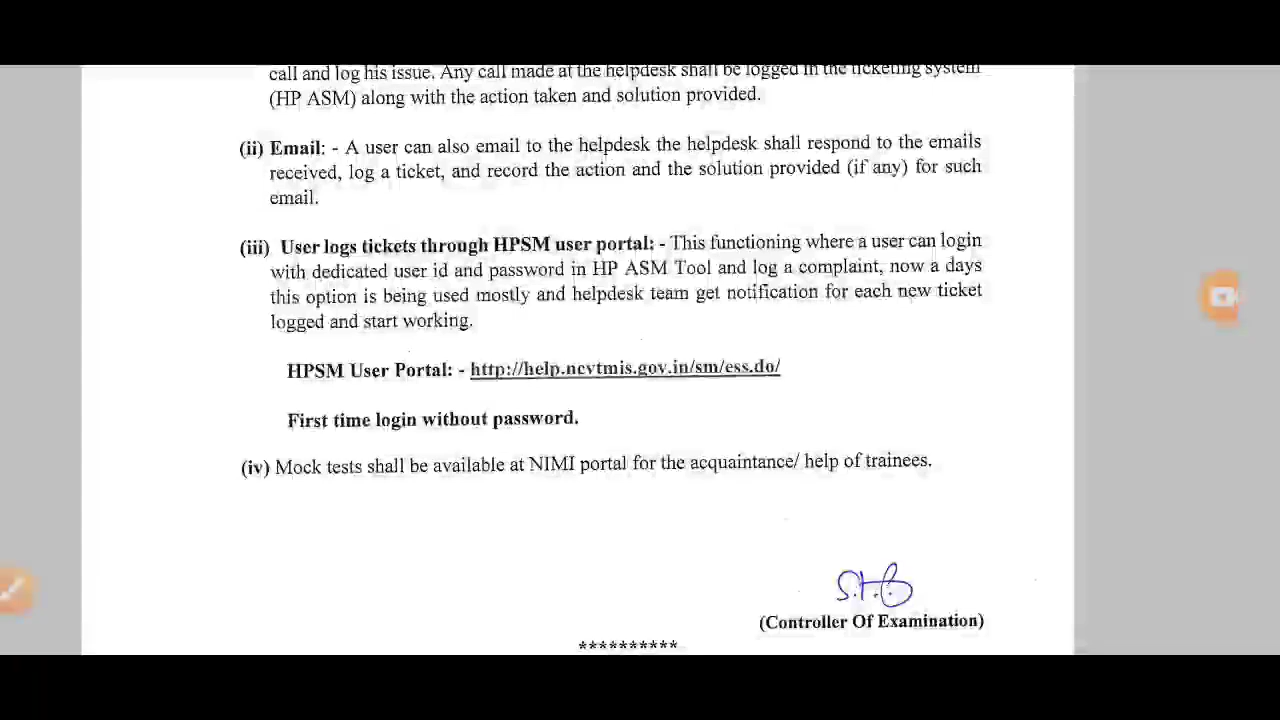 call and log his issue. Any call made at the helpdesk shall be logged in the ticketing system
(HP ASM) along with the action taken and solution provided.
(ii) Email: - A user can also email to the helpdesk the helpdesk shall respond to the emails
received, log a ticket, and record the action and the solution provided (if any) for such
email.
(iii) User logs tickets through HPSM user portal: - This functioning where a user can login
with dedicated user id and password in HP ASM Tool and log a complaint, now a days
this option is being used mostly and helpdesk team get notification for each new ticket
logged and start working.
HPSM User Portal: - http://help.ncvtmis.gov.in/sm/ess.do/
First time login without password.
(iv) Mock tests shall be available at NIMI portal for the acquaintance/ help of trainees.
(Controller Of Examination)
**********